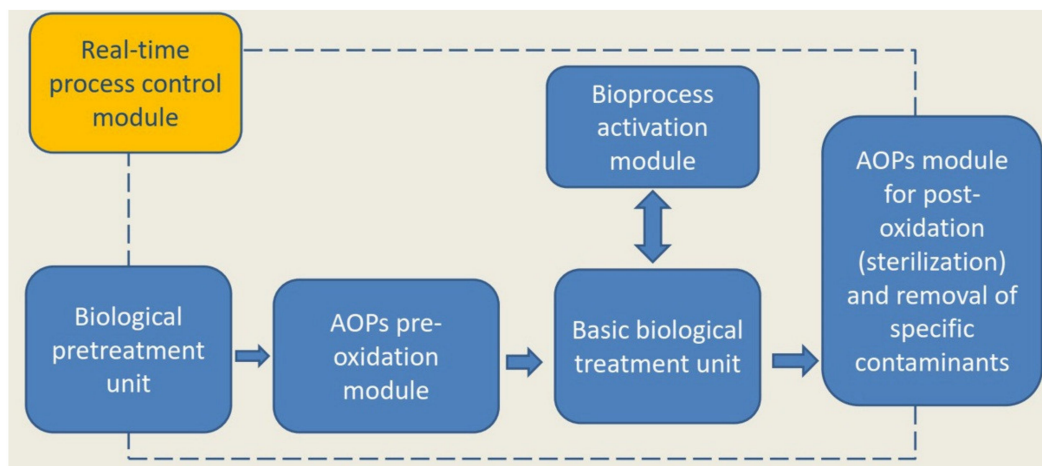 Real-time
process control
module
Bioprocess
activation
module
Biological
pretreatment
unit
AOPs pre-
oxidation
module
Basic biological
treatment unit
AOPs module
for post-
oxidation
(sterilization)
and removal of
specific
contaminants